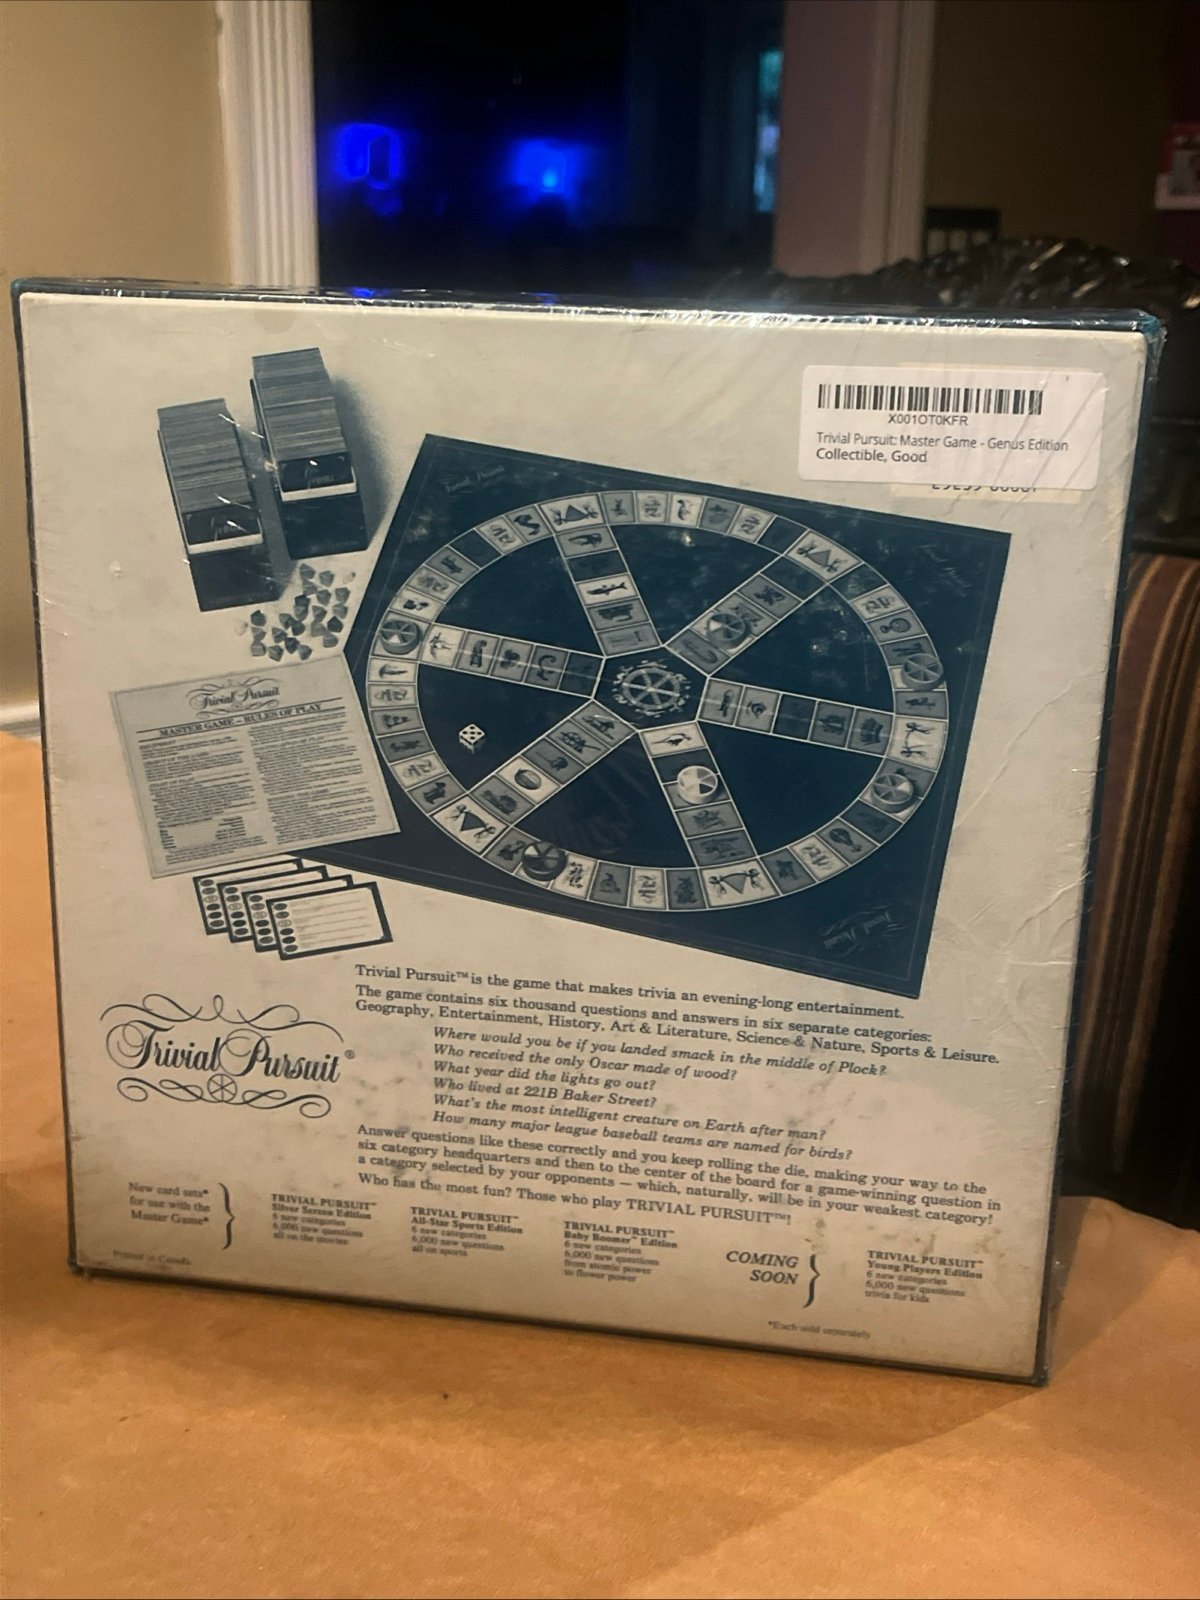 X001OT0KFR
Trivial Pursuit: Master Game - Genus Edition
Collectible, Good
Trivial Pursuit
Genus
Genus
Trivial Pursuit
MASTER GAME – RULES OF PLAY
Trivial Pursuit
Trivial Pursuit™ is the game that makes trivia an evening-long entertainment.
The game contains six thousand questions and answers in six separate categories:
Geography, Entertainment, History, Art & Literature, Science & Nature, Sports & Leisure.
Where would you be if you landed smack in the middle of Plock?
Who received the only Oscar made of wood?
What year did the lights go out?
Who lived at 221B Baker Street?
What's the most intelligent creature on Earth after man?
How many major league baseball teams are named for birds?
Answer questions like these correctly and you keep rolling the die, making your way to the
six category headquarters and then to the center of the board for a game-winning question in
a category selected by your opponents — which, naturally, will be in your weakest category!
Who has the most fun? Those who play TRIVIAL PURSUIT™!
Trivial Pursuit®
New card sets*
for use with the
Master Game*
TRIVIAL PURSUIT™
Silver Screen Edition
6 new categories
6,000 new questions
all on the movies
TRIVIAL PURSUIT™
All-Star Sports Edition
6 new categories
6,000 new questions
all on sports
TRIVIAL PURSUIT™
Baby Boomer™ Edition
6 new categories
6,000 new questions
from atomic power
to flower power
COMING
SOON
TRIVIAL PURSUIT™
Young Players Edition
6 new categories
6,000 new questions
trivia for kids
Printed in Canada
*Each sold separately